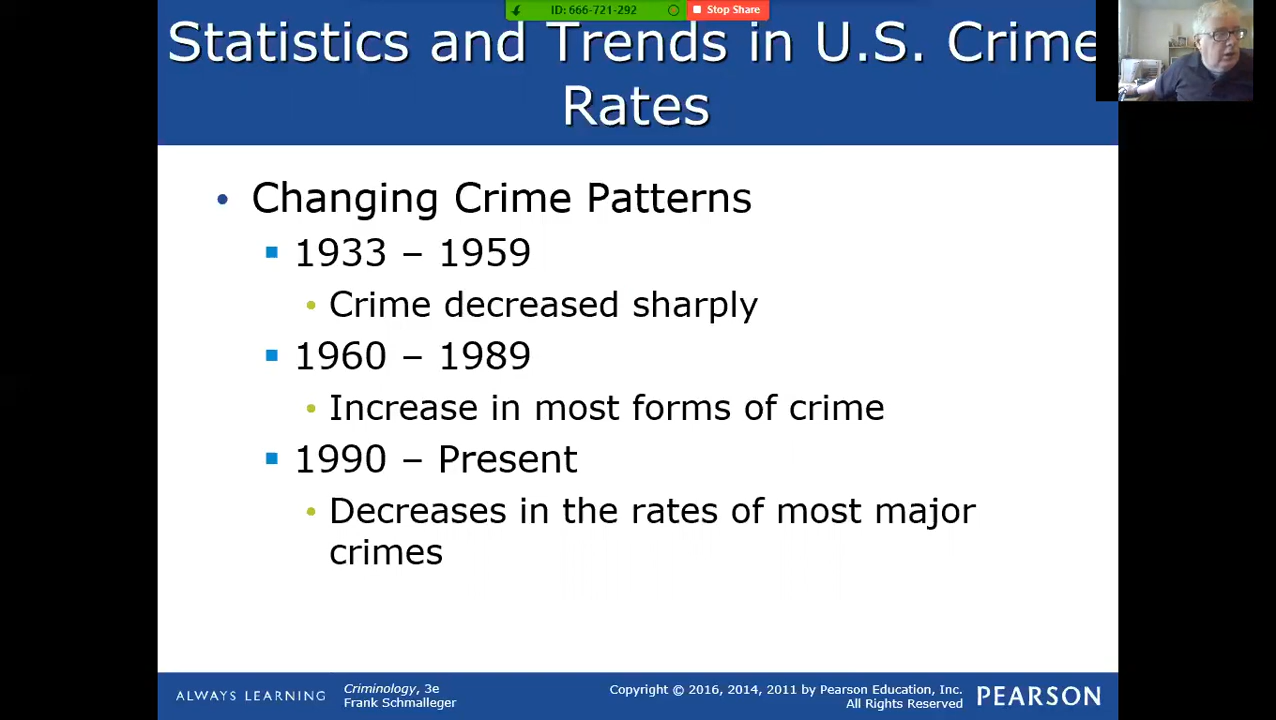 ID: 666-721-292
Stop Share
Statistics and Trends in U.S. Crime
Rates
• Changing Crime Patterns
▪ 1933 – 1959
• Crime decreased sharply
▪ 1960 – 1989
• Increase in most forms of crime
▪ 1990 – Present
• Decreases in the rates of most major
crimes
ALWAYS LEARNING
Criminology, 3e
Frank Schmalleger
Copyright © 2016, 2014, 2011 by Pearson Education, Inc.
All Rights Reserved
PEARSON